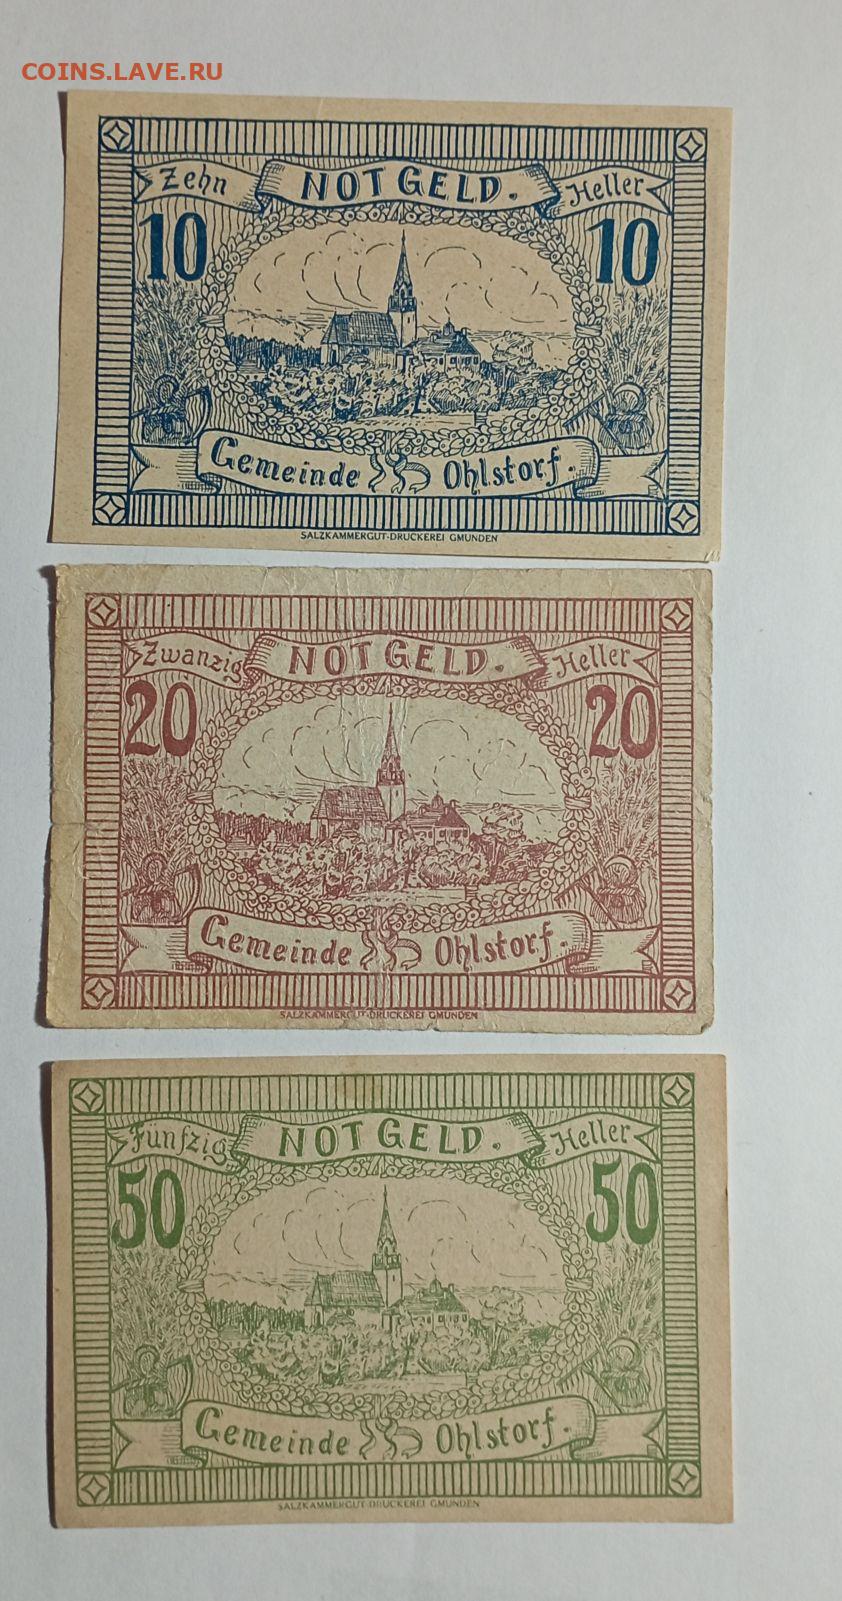 COINS.LAVE.RU
Zehn NOTGELD. Heller
10 10
Gemeinde Ohlstorf.
SALZKAMMERGUT-DRUCKEREI GMUNDEN
Zwanzig NOTGELD. Heller
20 20
Gemeinde Ohlstorf.
SALZKAMMERGUT-DRUCKEREI GMUNDEN
Fünfzig NOTGELD. Heller
50 50
Gemeinde Ohlstorf.
SALZKAMMERGUT-DRUCKEREI GMUNDEN